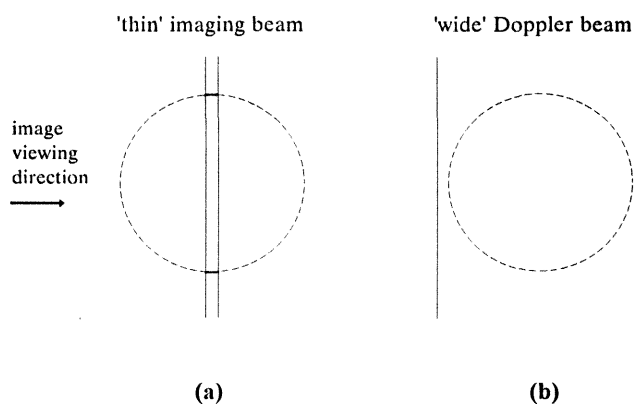 'thin' imaging beam
'wide' Doppler beam
image
viewing
direction
(a)
(b)